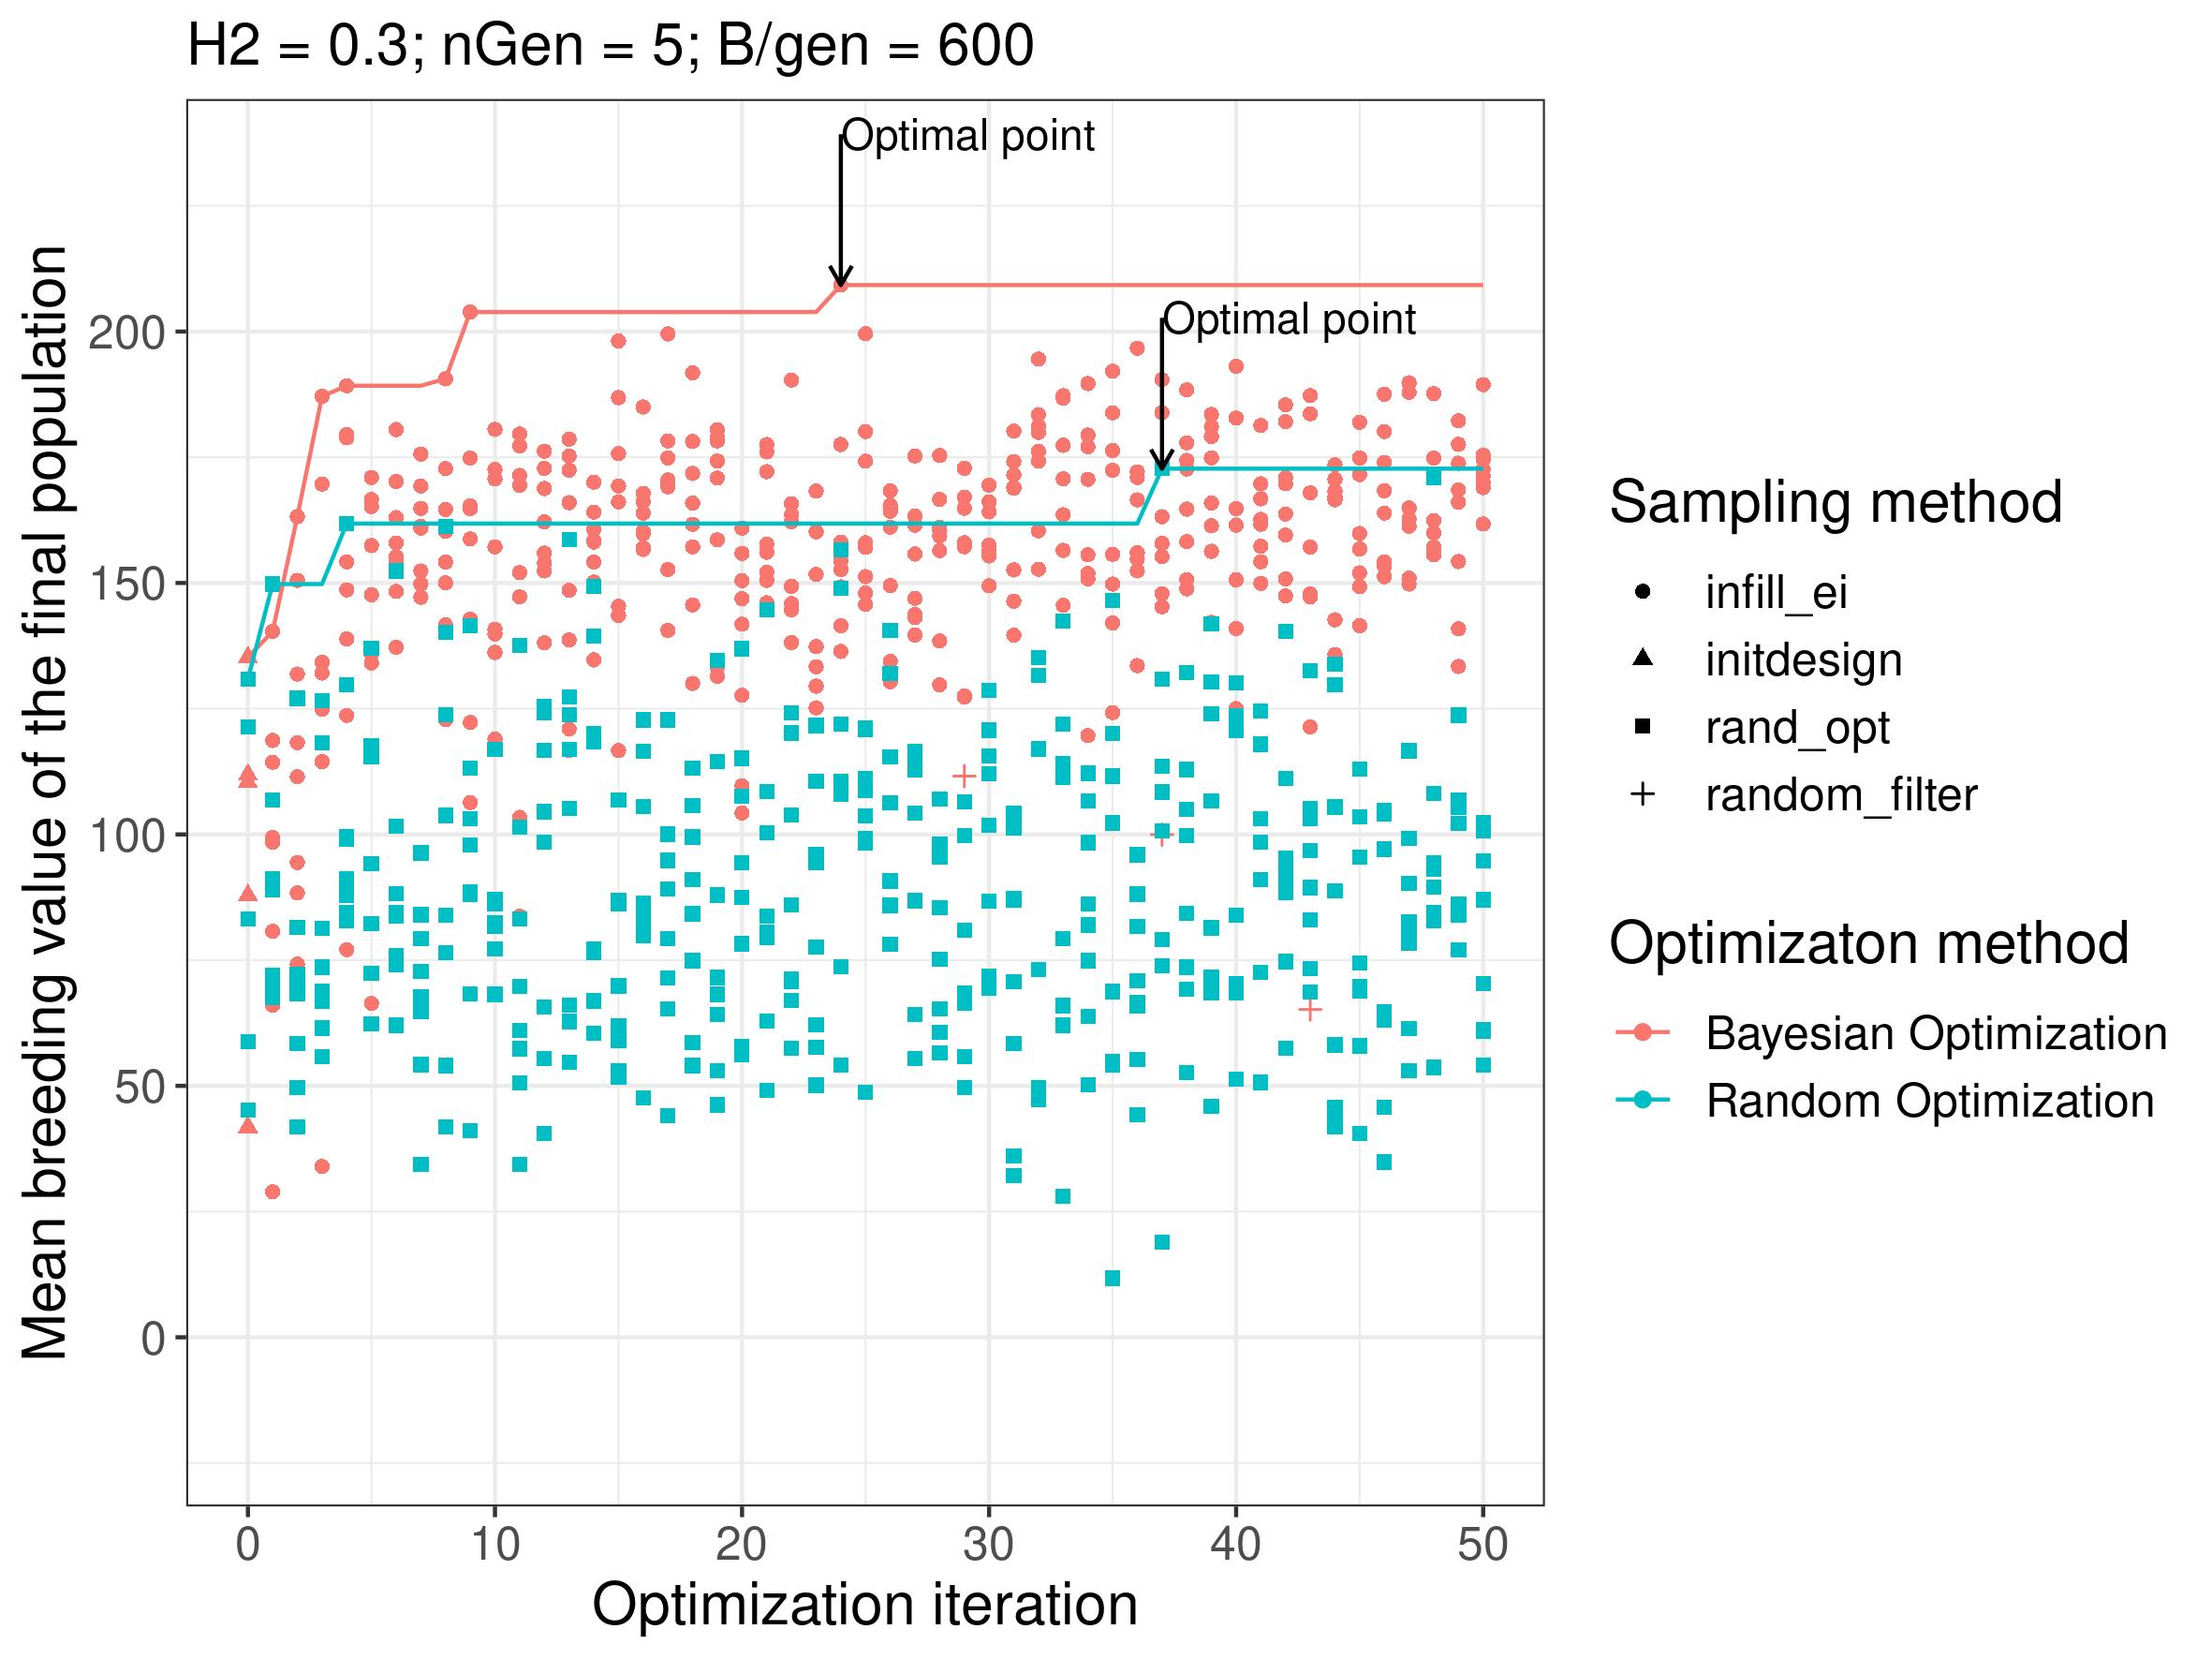 H2 = 0.3; nGen = 5; B/gen = 600
Optimal point
Optimal point
Mean breeding value of the final population
200
150
100
50
0
0 10 20 30 40 50
Optimization iteration
Sampling method
infill_ei
initdesign
rand_opt
random_filter
Optimizaton method
Bayesian Optimization
Random Optimization